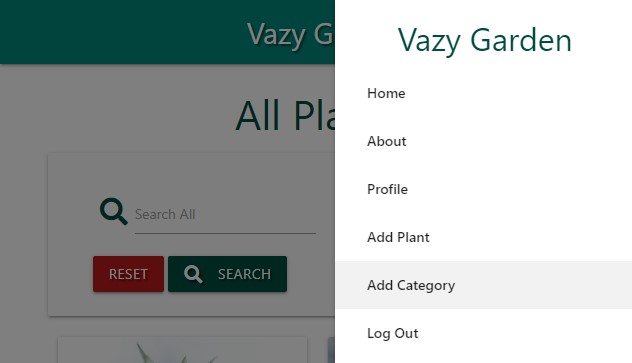 Vazy G
All Pla
Search All
RESET
SEARCH
Vazy Garden
Home
About
Profile
Add Plant
Add Category
Log Out